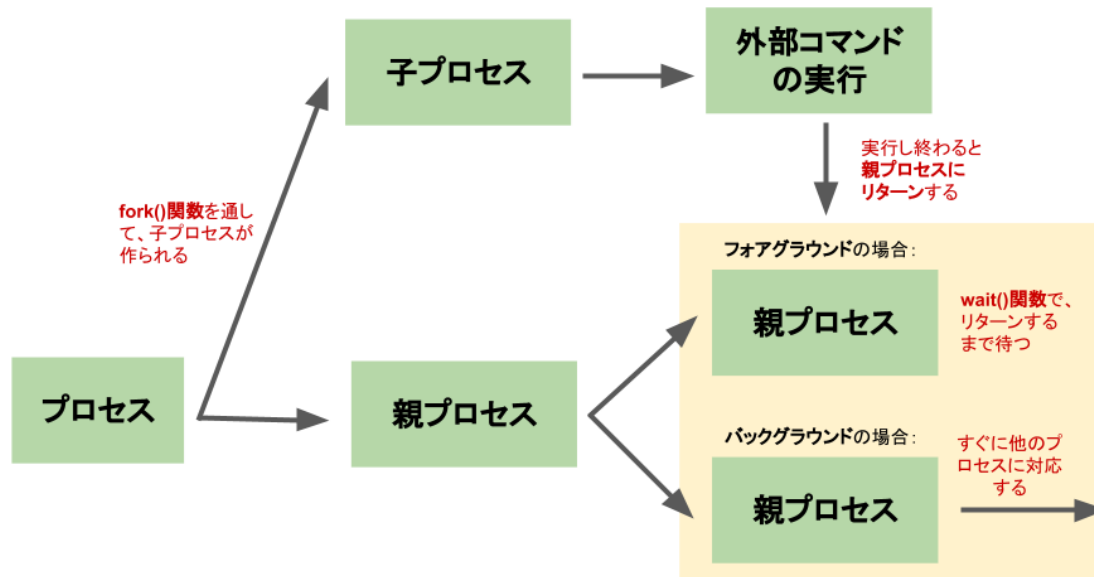 子プロセス
外部コマンド
の実行
実行し終わると
親プロセスに
リターンする
fork()関数を通し
て、子プロセスが
作られる
プロセス
親プロセス
フォアグラウンドの場合:
親プロセス
wait()関数で、
リターンする
まで待つ
バックグラウンドの場合:
親プロセス
すぐに他のプ
ロセスに対応
する